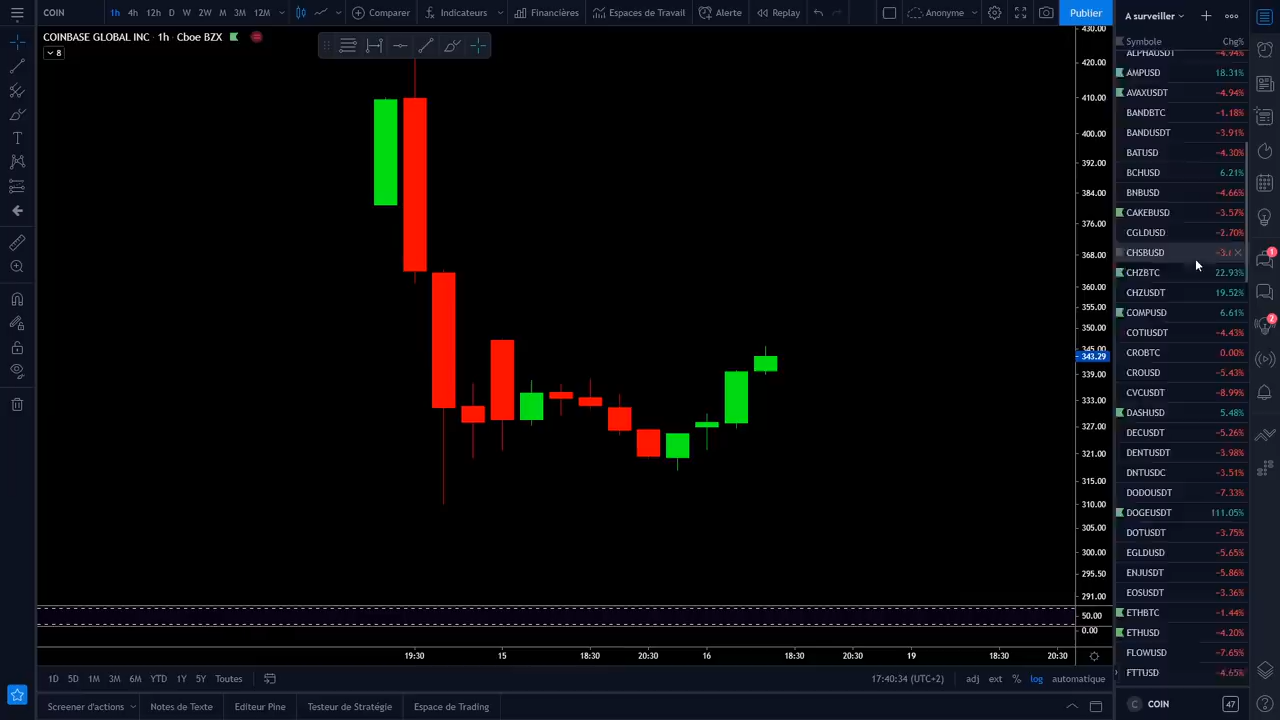 COIN
1h 4h 12h D W 2W M 3M 12M
Comparer
Indicateurs
Financières
Espaces de Travail
Alerte
Replay
Anonyme
Publier
COINBASE GLOBAL INC · 1h · Cboe BZX
8
430.00
420.00
410.00
400.00
392.00
384.00
376.00
368.00
360.00
355.00
350.00
345.00
343.29
339.00
333.00
327.00
321.00
315.00
310.00
305.00
300.00
295.50
291.00
50.00
0.00
19:30 15 18:30 20:30 16 18:30 20:30 19 18:30 20:30
1D 5D 1M 3M 6M YTD 1Y 5Y Toutes
17:40:34 (UTC+2)
adj ext % log automatique
Screener d'actions
Notes de Texte
Editeur Pine
Testeur de Stratégie
Espace de Trading
A surveiller
Symbole Chg%
ALPHAUSDT −4.94%
AMPUSD 18.31%
AVAXUSDT −4.94%
BANDBTC −1.18%
BANDUSDT −3.91%
BATUSD −4.30%
BCHUSD 6.21%
BNBUSD −4.66%
CAKEBUSD −3.57%
CGLDUSD −2.70%
CHSBUSD
CHZBTC 22.93%
CHZUSDT 19.52%
COMPUSD 6.61%
COTIUSDT −4.43%
CROBTC 0.00%
CROUSD −5.43%
CVCUSDT −8.99%
DASHUSD 5.48%
DECUSDT −5.26%
DENTUSDT −3.98%
DNTUSDC −3.51%
DODOUSDT −7.33%
DOGEUSDT 111.05%
DOTUSDT −3.75%
EGLDUSD −5.65%
ENJUSDT −5.86%
EOSUSDT −3.36%
ETHBTC −1.44%
ETHUSD −4.20%
FLOWUSD −7.65%
FTTUSD −4.65%
COIN
47
1
2